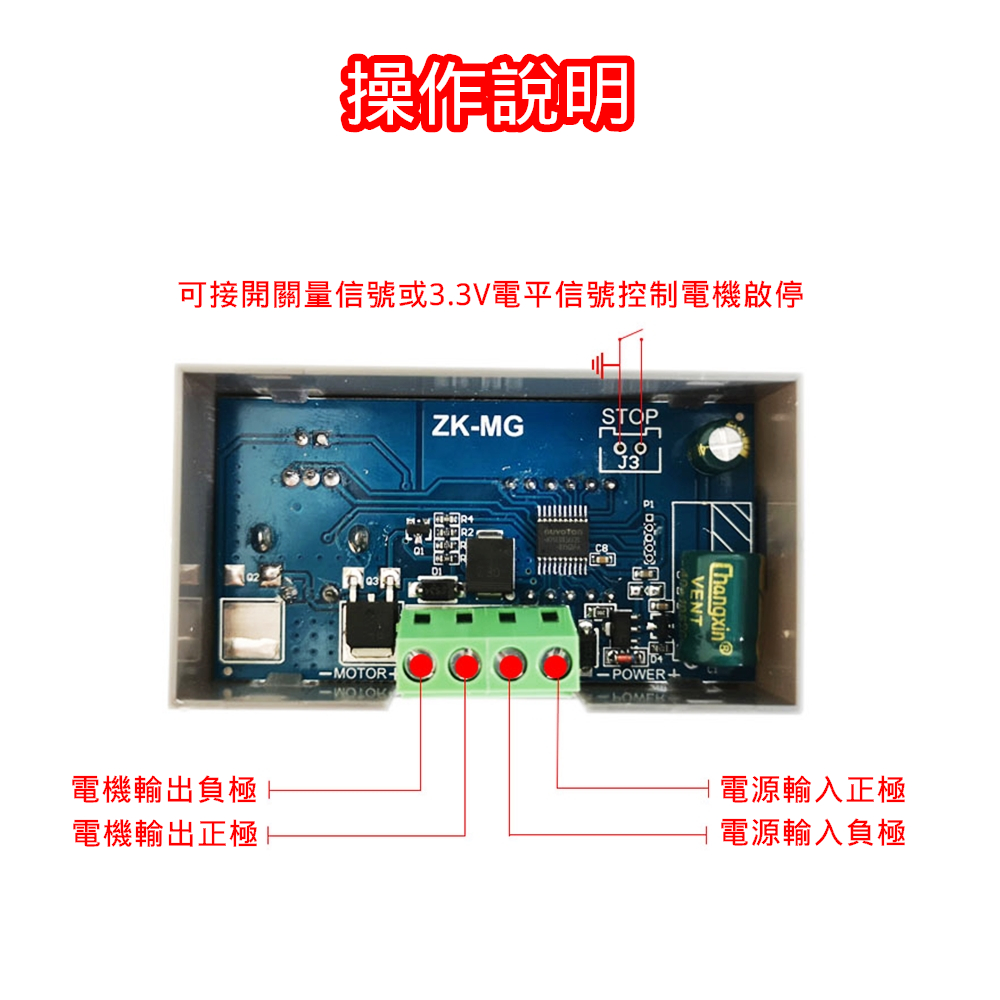 操作說明
可接開關量信號或3.3V電平信號控制電機啟停
ZK-MG
STOP
J3
P1
R4
R2
Q1
D1
C8
Q2
Q3
nuvoton
Changxin®
VENT
D4
C1
−MOTOR+
−POWER+
電機輸出負極
電機輸出正極
電源輸入正極
電源輸入負極